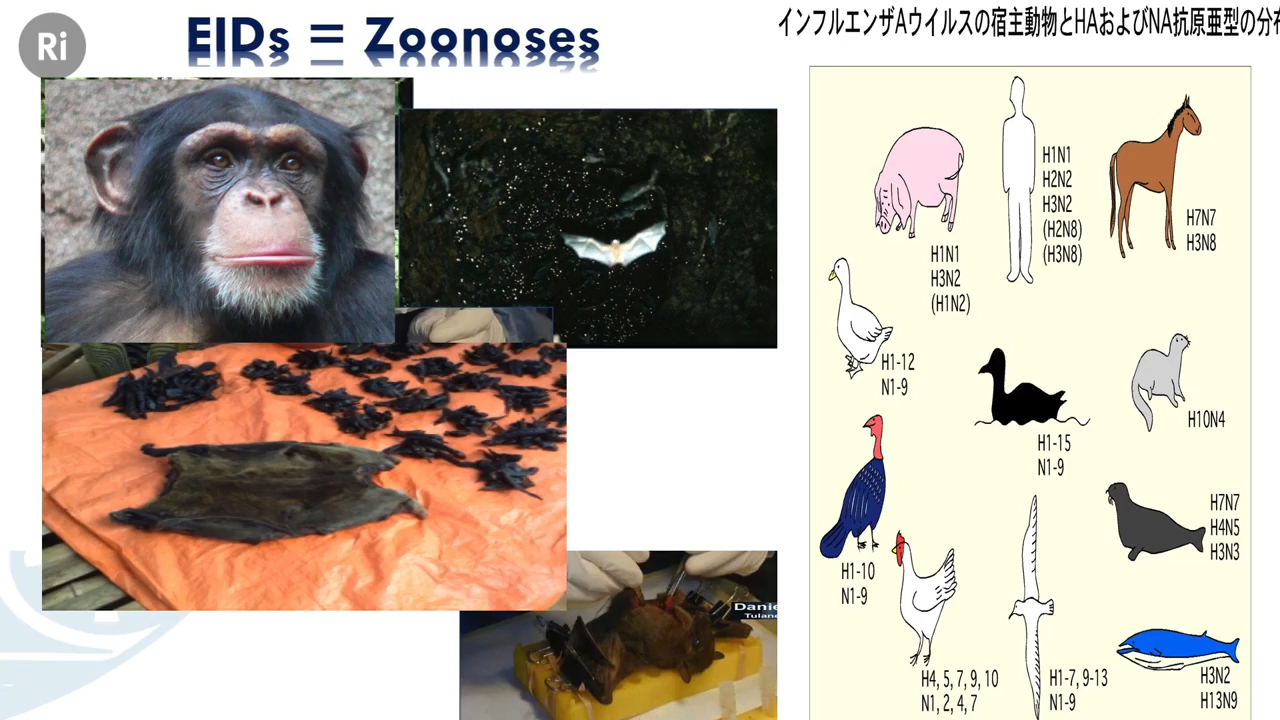 Ri
EIDs = Zoonoses
インフルエンザAウイルスの宿主動物とHAおよびNA抗原亜型の分布
H1N1
H2N2
H3N2
(H2N8)
(H3N8)
H7N7
H3N8
H1N1
H3N2
(H1N2)
H1-12
N1-9
H10N4
H1-15
N1-9
H7N7
H4N5
H3N3
H1-10
N1-9
Danie
Tulane
H4, 5, 7, 9, 10
N1, 2, 4, 7
H1-7, 9-13
N1-9
H3N2
H13N9